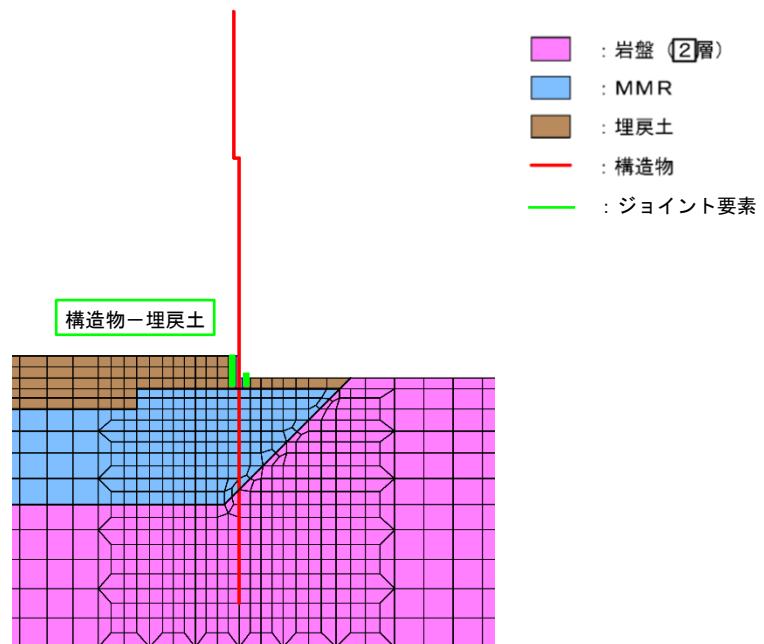 ：岩盤（2層）
：ＭＭＲ
：埋戻土
：構造物
：ジョイント要素
構造物－埋戻土